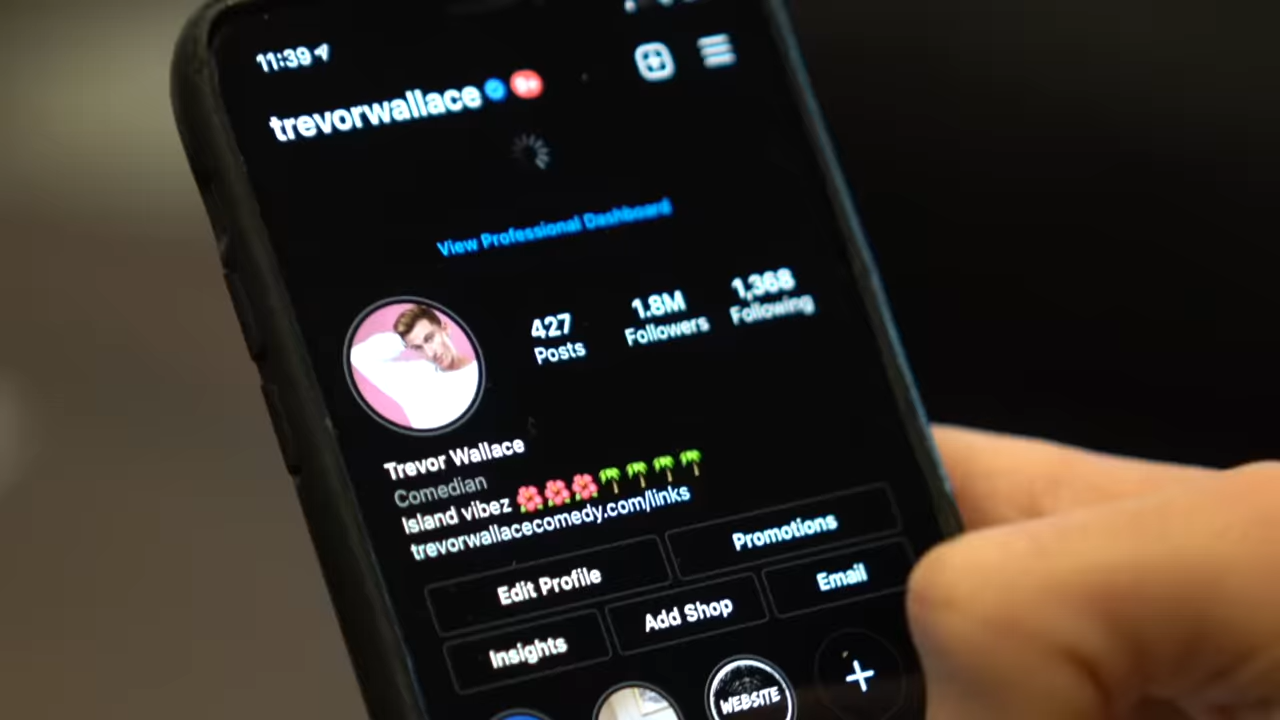 11:39
trevorwallace 9+
View Professional Dashboard
427 1.8M 1,368
Posts Followers Following
Trevor Wallace
Comedian
Island vibez 🌺🌺🌺🌴🌴🌴🌴
trevorwallacecomedy.com/links
Edit Profile Promotions
Insights Add Shop Email
WEBSITE